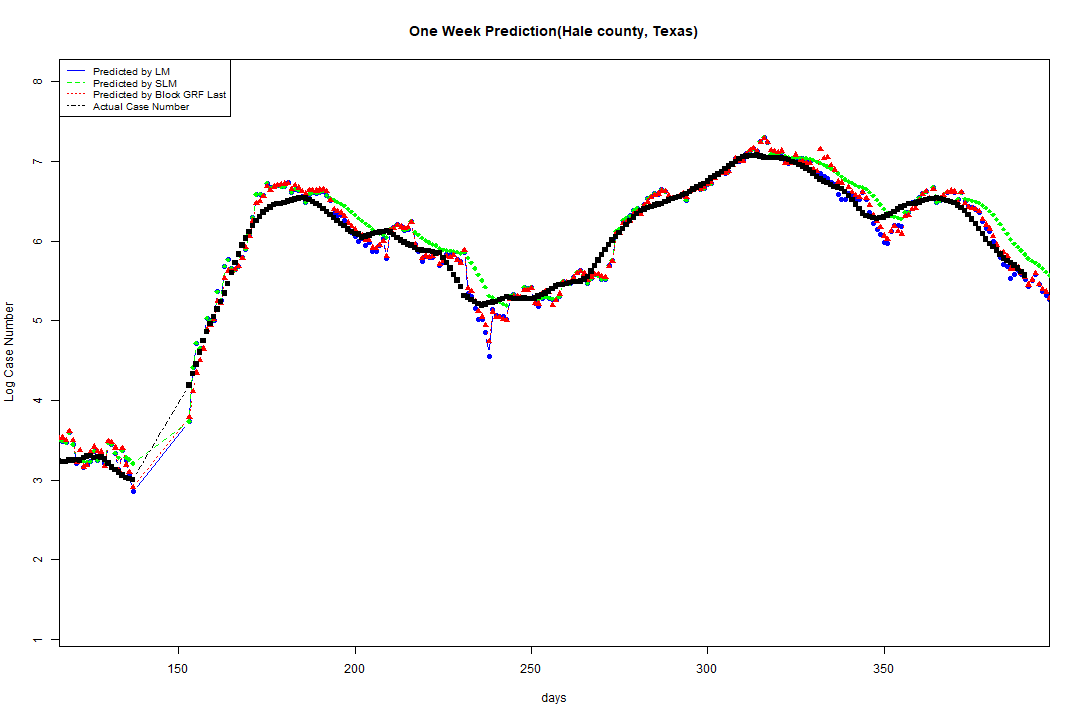 One Week Prediction(Hale county, Texas)
Predicted by LM
Predicted by SLM
Predicted by Block GRF Last
Actual Case Number
8
7
6
5
4
3
2
1
Log Case Number
150 200 250 300 350
days